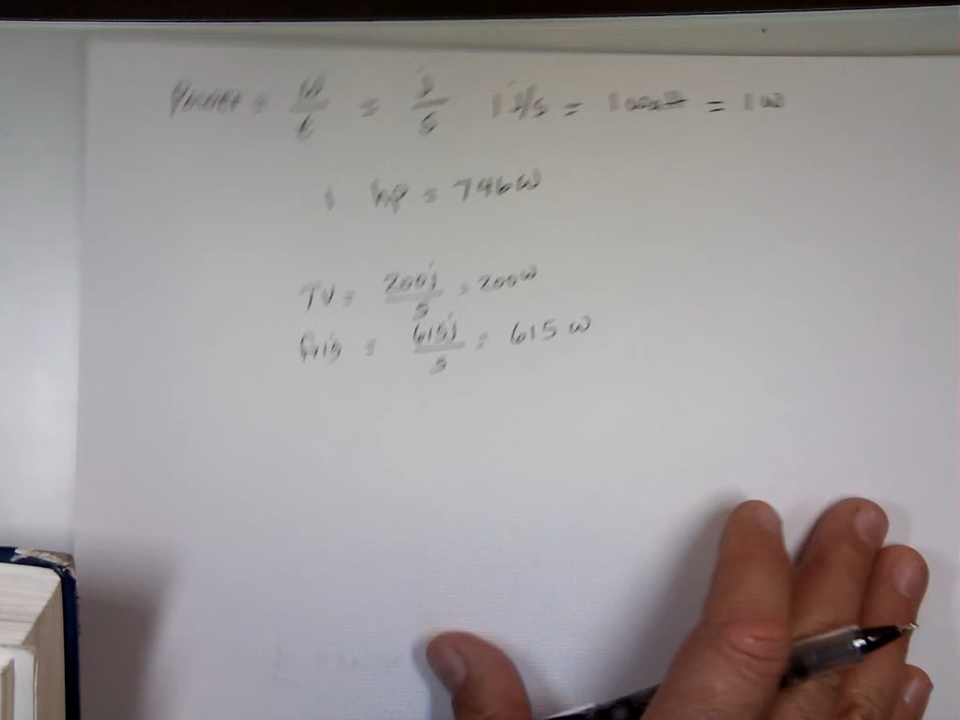 Power = W/t = J/s 1 J/s = 1 watt = 1 W
1 hp = 746 W
TV = 200 J/s = 200 W
= 615 J/s = 615 W